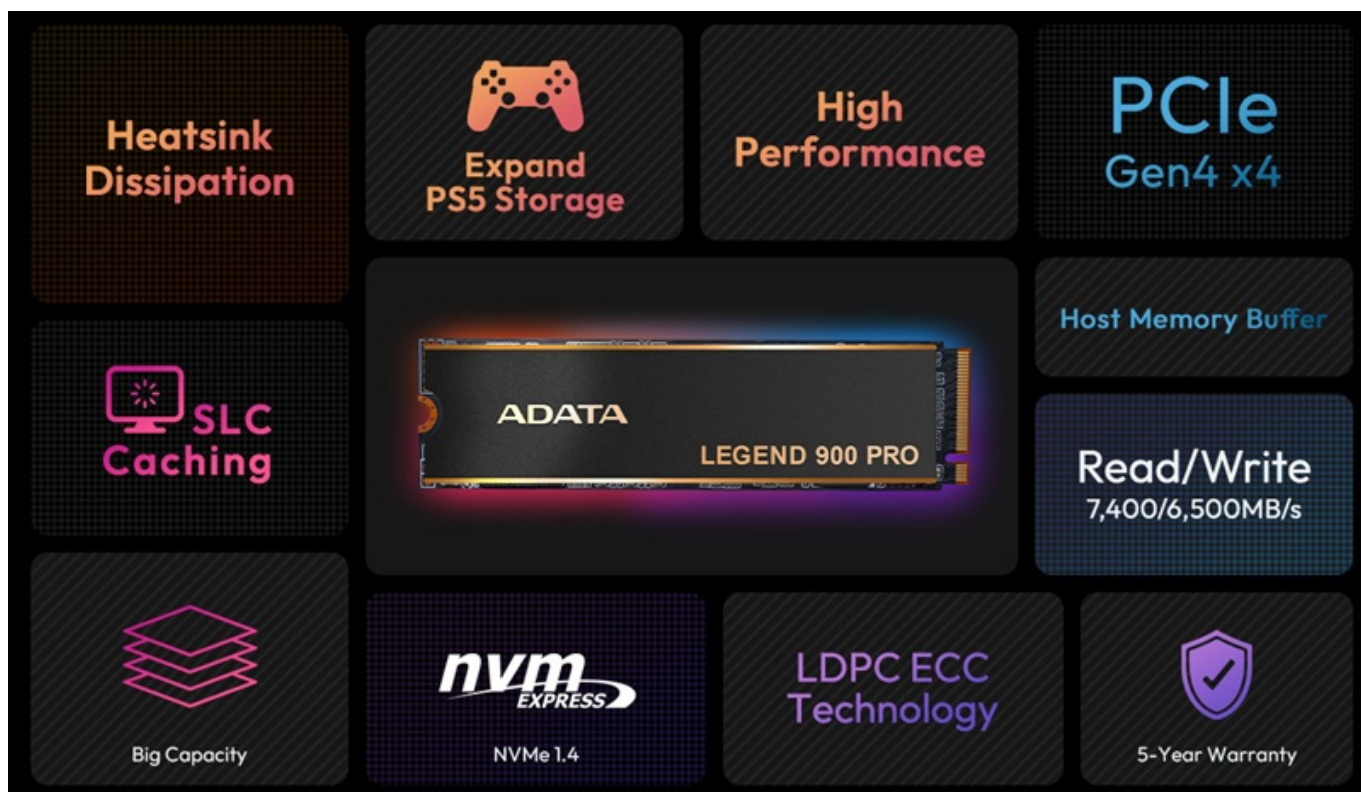 Heatsink
Dissipation
Expand
PS5 Storage
High
Performance
PCIe
Gen4 x4
Host Memory Buffer
SLC
Caching
ADATA
LEGEND 900 PRO
Read/Write
7,400/6,500MB/s
Big Capacity
nvm
EXPRESS
NVMe 1.4
LDPC ECC
Technology
5-Year Warranty